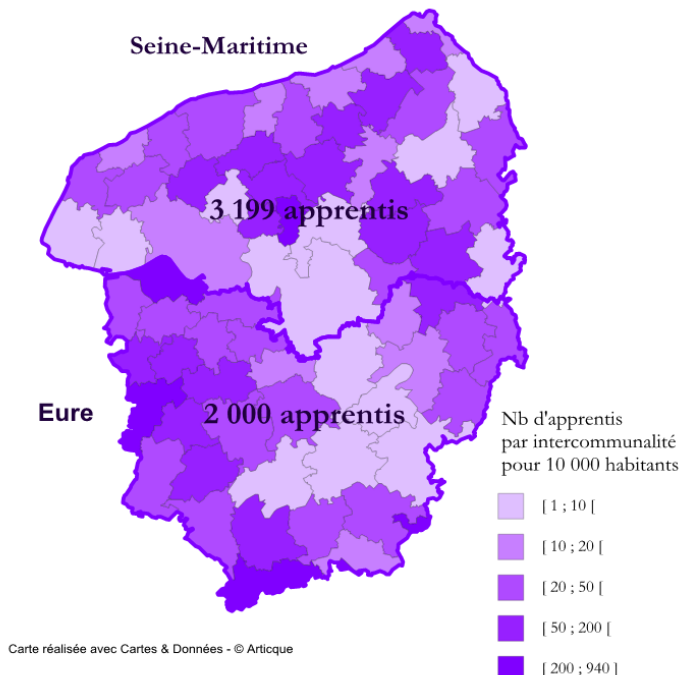 Seine-Maritime
3 199 apprentis
Eure
2 000 apprentis
Nb d'apprentis
par intercommunalité
pour 10 000 habitants
[ 1 ; 10 [
[ 10 ; 20 [
[ 20 ; 50 [
[ 50 ; 200 [
[ 200 ; 940 ]
Carte réalisée avec Cartes & Données - © Articque